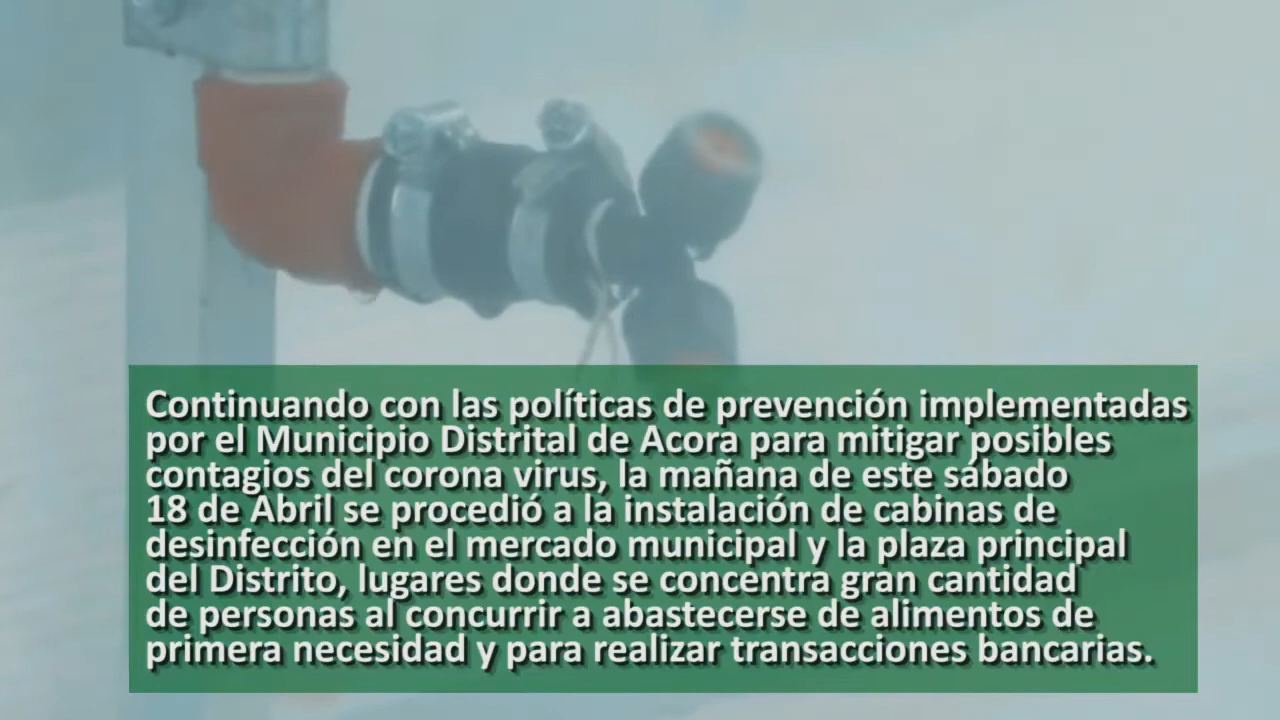 Continuando con las políticas de prevención implementadas
por el Municipio Distrital de Acora para mitigar posibles
contagios del corona virus, la mañana de este sábado
18 de Abril se procedió a la instalación de cabinas de
desinfección en el mercado municipal y la plaza principal
del Distrito, lugares donde se concentra gran cantidad
de personas al concurrir a abastecerse de alimentos de
primera necesidad y para realizar transacciones bancarias.